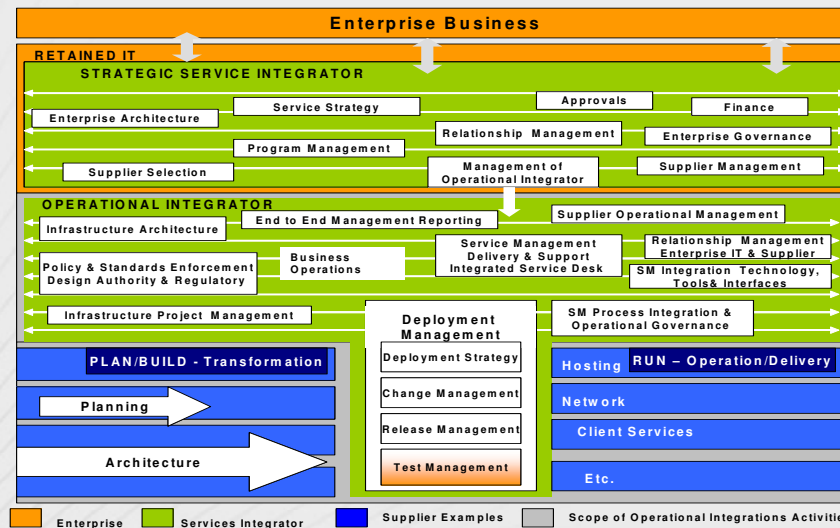 Enterprise Business
RETAINED IT
STRATEGIC SERVICE INTEGRATOR
Service Strategy
Approvals
Finance
Enterprise Architecture
Relationship Management
Enterprise Governance
Program Management
Supplier Selection
Management of
Operational Integrator
Supplier Management
OPERATIONAL INTEGRATOR
End to End Management Reporting
Supplier Operational Management
Infrastructure Architecture
Business
Operations
Service Management
Delivery & Support
Integrated Service Desk
Relationship Management
Enterprise IT & Supplier
Policy & Standards Enforcement
Design Authority & Regulatory
SM Integration Technology,
Tools& Interfaces
Infrastructure Project Management
Deployment
Management
SM Process Integration &
Operational Governance
PLAN/BUILD - Transformation
Deployment Strategy
Hosting
RUN – Operation/Delivery
Planning
Change Management
Network
Release Management
Client Services
Architecture
Test Management
Etc.
Enterprise
Services Integrator
Supplier Examples
Scope of Operational Integrations Activitie